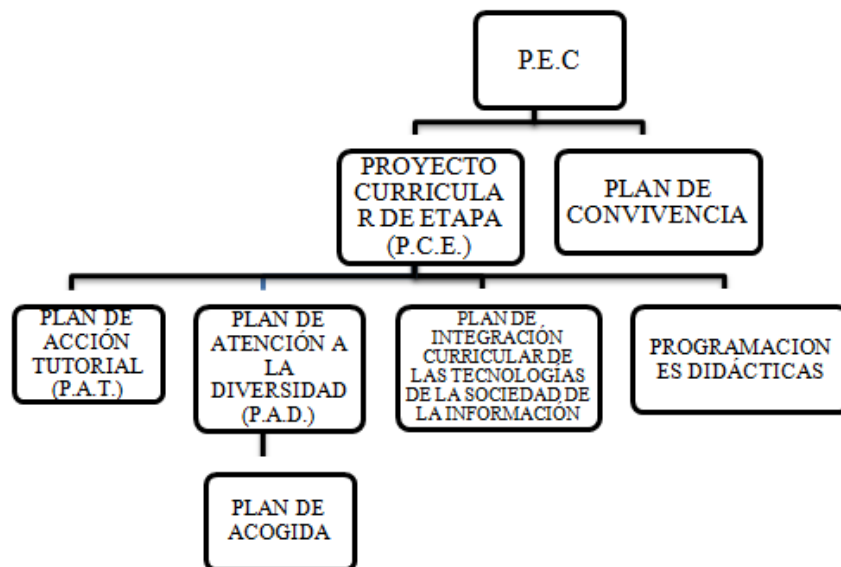 P.E.C
PROYECTO
CURRICULA
R DE ETAPA
(P.C.E.)
PLAN DE
CONVIVENCIA
PLAN DE
ACCIÓN
TUTORIAL
(P.A.T.)
PLAN DE
ATENCIÓN A
LA
DIVERSIDAD
(P.A.D.)
PLAN DE
INTEGRACIÓN
CURRICULAR DE
LAS TECNOLOGÍAS
DE LA SOCIEDAD DE
LA INFORMACIÓN
PROGRAMACION
ES DIDÁCTICAS
PLAN DE
ACOGIDA